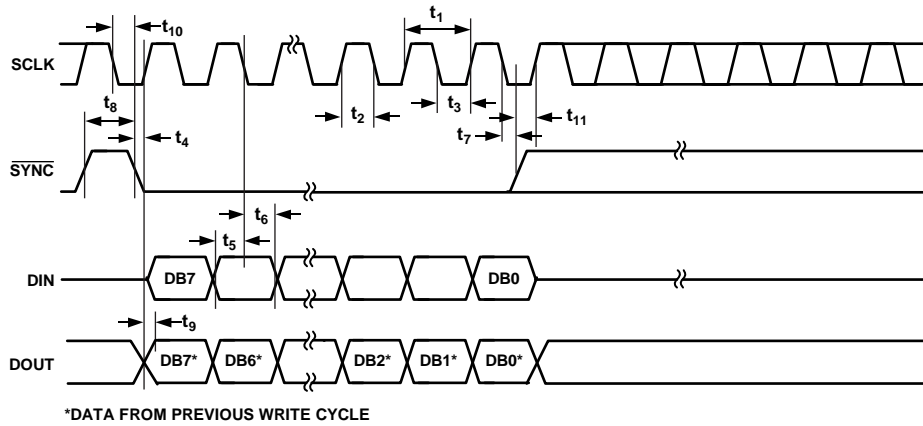 t10
t1
SCLK
t8
t4
t2
t3
t7
t11
SYNC
t6
t5
DIN
DB7
DB0
t9
DOUT
DB7*
DB6*
DB2*
DB1*
DB0*
*DATA FROM PREVIOUS WRITE CYCLE